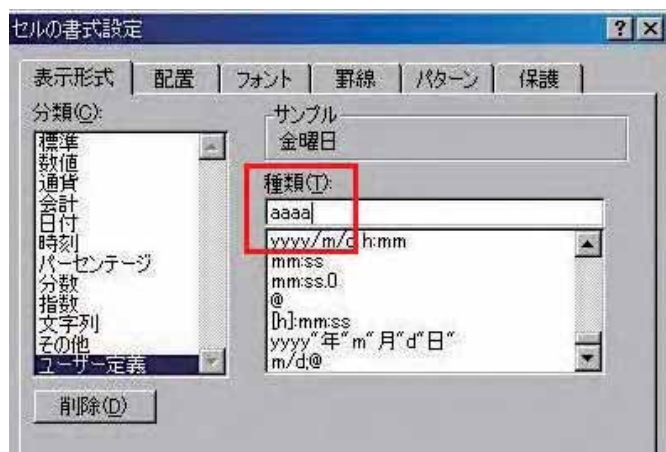 セルの書式設定
表示形式 配置 フォント 罫線 パターン 保護
分類(C):
標準
数値
通貨
会計
日付
時刻
パーセンテージ
分数
指数
文字列
その他
ユーザー定義
削除(D)
サンプル
金曜日
種類(T):
aaaa
yyyy/m/d h:mm
mm:ss
mm:ss.0
@
[h]:mm:ss
yyyy"年"m"月"d"日"
m/d;@